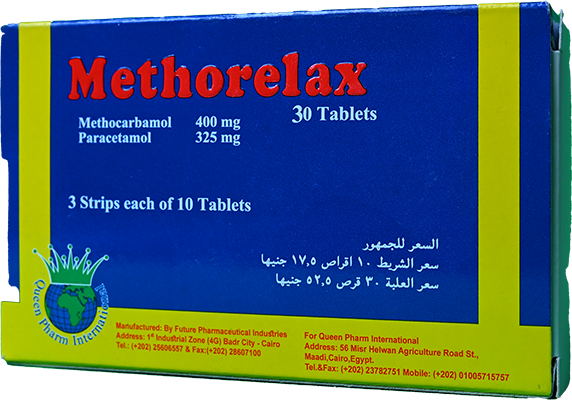 Methorelax
30 Tablets
Methocarbamol 400 mg
Paracetamol 325 mg
3 Strips each of 10 Tablets
السعر للجمهور
سعر الشريط ١٠ اقراص ١٧,٥ جنيها
سعر العلبة ٣٠ قرص ٥٢,٥ جنيها
Queen Pharm International
Manufactured: By Future Pharmaceutical Industries
Address: 1st Industrial Zone (4G) Badr City - Cairo
Tel.: (+202) 25606557 & Fax:(+202) 28607100
For Queen Pharm International
Address: 56 Misr Helwan Agriculture Road St.,
Maadi,Cairo,Egypt.
Tel.&Fax: (+202) 23782751 Mobile: (+202) 01005715757